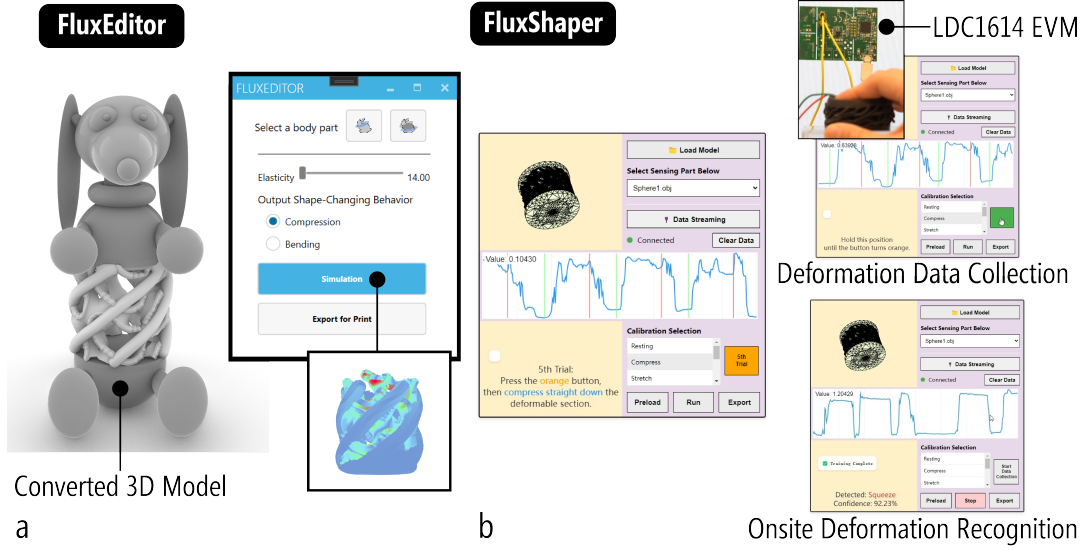 FluxEditor
FLUXEDITOR
Select a body part
Elasticity
14.00
Output Shape-Changing Behavior
Compression
Bending
Simulation
Export for Print
Converted 3D Model
a
FluxShaper
Load Model
Select Sensing Part Below
Sphere1.obj
Data Streaming
Connected
Clear Data
Value: 0.10430
Calibration Selection
Resting
Compress
Stretch
5th
Trial
5th Trial:
Press the orange button,
then compress straight down the
deformable section.
Preload
Run
Export
b
LDC1614 EVM
Load Model
Select Sensing Part Below
Sphere1.obj
Data Streaming
Connected
Clear Data
Calibration Selection
Resting
Compress
Stretch
Hold this position
until the button turns orange.
Preload
Run
Export
Deformation Data Collection
Load Model
Select Sensing Part Below
Sphere1.obj
Data Streaming
Connected
Clear Data
Value: 1.20429
Calibration Selection
Resting
Compress
Stretch
Start
Data
Collection
Training Complete
Detected: Squeeze
Confidence: 92.23%
Preload
Stop
Export
Onsite Deformation Recognition